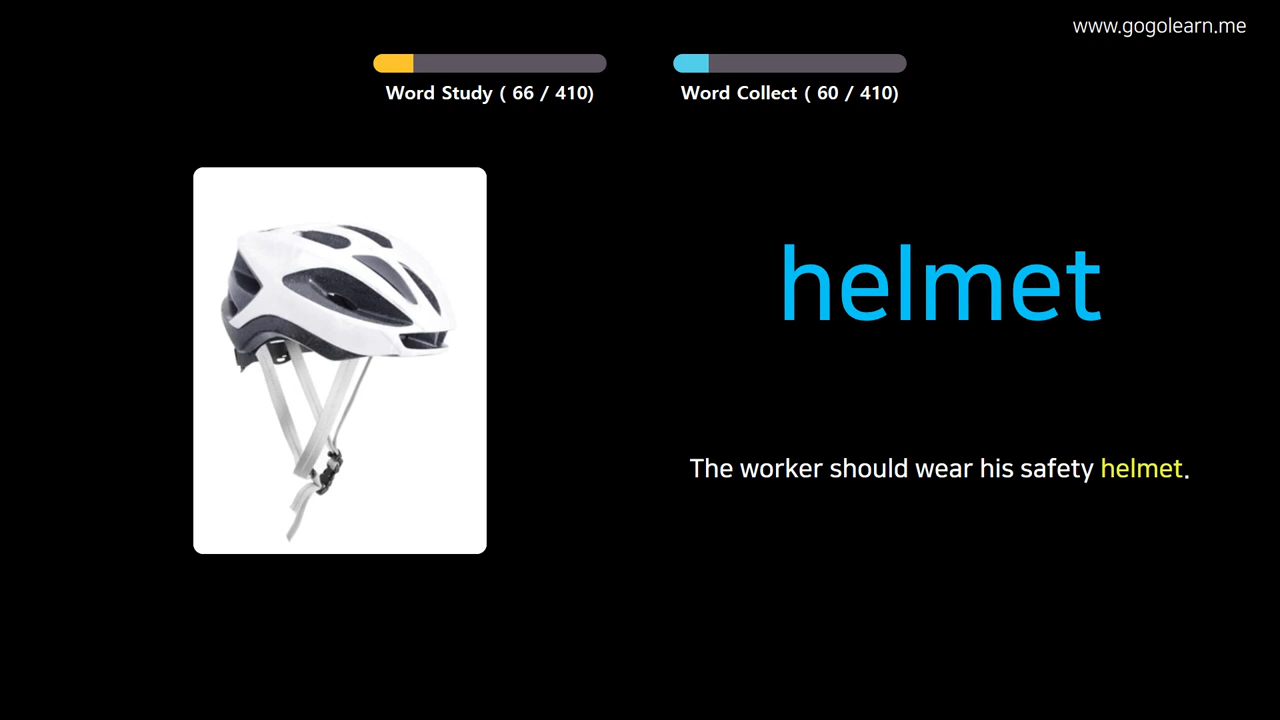 www.gogolearn.me
Word Study ( 66 / 410)
Word Collect ( 60 / 410)
helmet
The worker should wear his safety helmet.